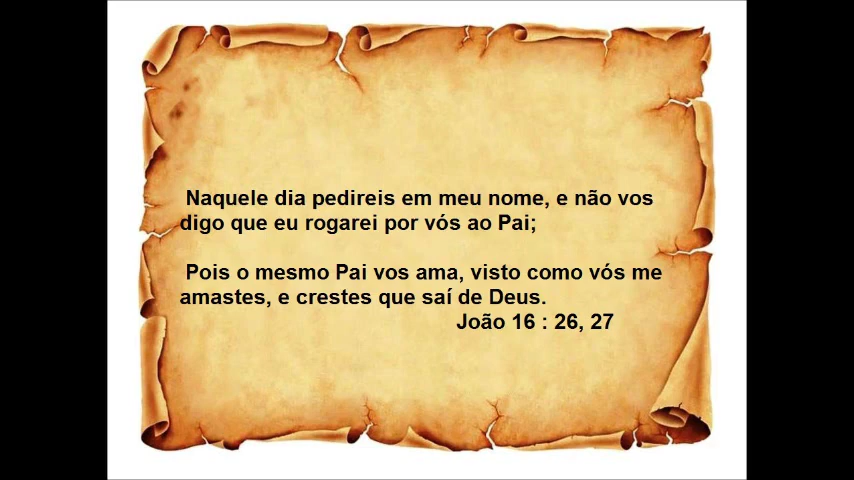 Naquele dia pedireis em meu nome, e não vos
digo que eu rogarei por vós ao Pai;
Pois o mesmo Pai vos ama, visto como vós me
amastes, e crestes que saí de Deus.
João 16 : 26, 27